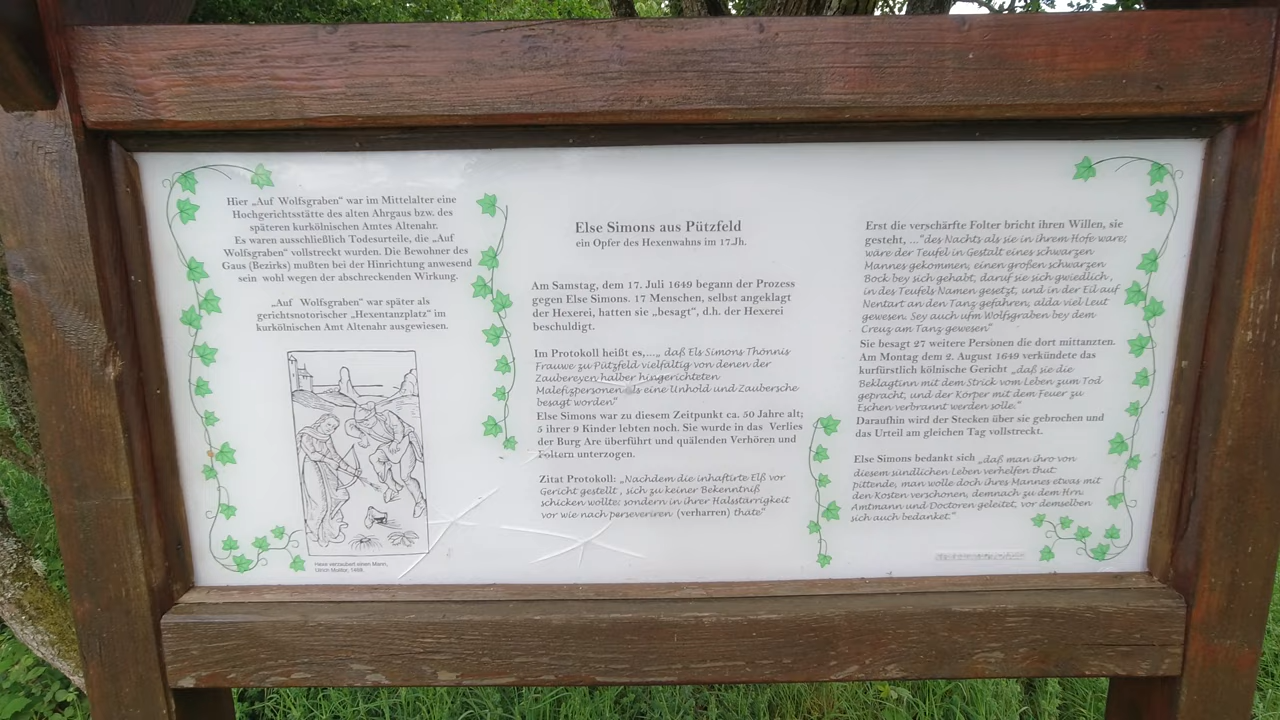 Hier „Auf Wolfsgraben" war im Mittelalter eine
Hochgerichtsstätte des alten Ahrgaus bzw. des
späteren kurkölnischen Amtes Altenahr.
Es waren ausschließlich Todesurteile, die „Auf
Wolfsgraben" vollstreckt wurden. Die Bewohner des
Gaus (Bezirks) mußten bei der Hinrichtung anwesend
sein wohl wegen der abschreckenden Wirkung.
„Auf Wolfsgraben" war später als
gerichtsnotorischer „Hexentanzplatz" im
kurkölnischen Amt Altenahr ausgewiesen.
Hexe verzaubert einen Mann,
Ulrich Molitor, 1488.
Else Simons aus Pützfeld
ein Opfer des Hexenwahns im 17.Jh.
Am Samstag, dem 17. Juli 1649 begann der Prozess
gegen Else Simons. 17 Menschen, selbst angeklagt
der Hexerei, hatten sie „besagt", d.h. der Hexerei
beschuldigt.
Im Protokoll heißt es,...„ daß Els Simons Thönnis
Frauwe zu Pützfeld vielfältig von denen der
Zaubereyen halber hingerichteten
Malefizpersonen als eine Unhold und Zaubersche
besagt worden"
Else Simons war zu diesem Zeitpunkt ca. 50 Jahre alt;
5 ihrer 9 Kinder lebten noch. Sie wurde in das Verlies
der Burg Are überführt und quälenden Verhören und
Foltern unterzogen.
Zitat Protokoll: „Nachdem die inhaftirte Elß vor
Gericht gestellt , sich zu keiner Bekenntniß
schicken wollte; sondern in ihrer Halsstärrigkeit
vor wie nach perseveriren (verharren) thate"
Erst die verschärfte Folter bricht ihren Willen, sie
gesteht, ..."des Nachts als sie in ihrem Hofe ware;
wäre der Teufel in Gestalt eines schwarzen
Mannes gekommen; einen großen schwarzen
Bock bey sich gehabt, darauf sie sich gwiedlich ,
in des Teufels Namen gesetzt, und in der Eil auf
Nentart an den Tanz gefahren; alda viel Leut
gewesen. Sey auch ufm Wolfsgraben bey dem
Creuz am Tanz gewesen"
Sie besagt 27 weitere Personen die dort mittanzten.
Am Montag dem 2. August 1649 verkündete das
kurfürstlich kölnische Gericht „daß sie die
Beklagtinn mit dem Strick vom Leben zum Tod
gepracht, und der Körper mit dem Feuer zu
Eschen verbrannt werden solle."
Daraufhin wird der Stecken über sie gebrochen und
das Urteil am gleichen Tag vollstreckt.
Else Simons bedankt sich „daß man ihro von
diesem sündlichen Leben verhelfen thut:
pittende, man wolle doch ihres Mannes etwas mit
den Kosten verschonen, demnach zu dem Hrn:
Amtmann und Doctoren geleitet, vor demselben
sich auch bedanket."